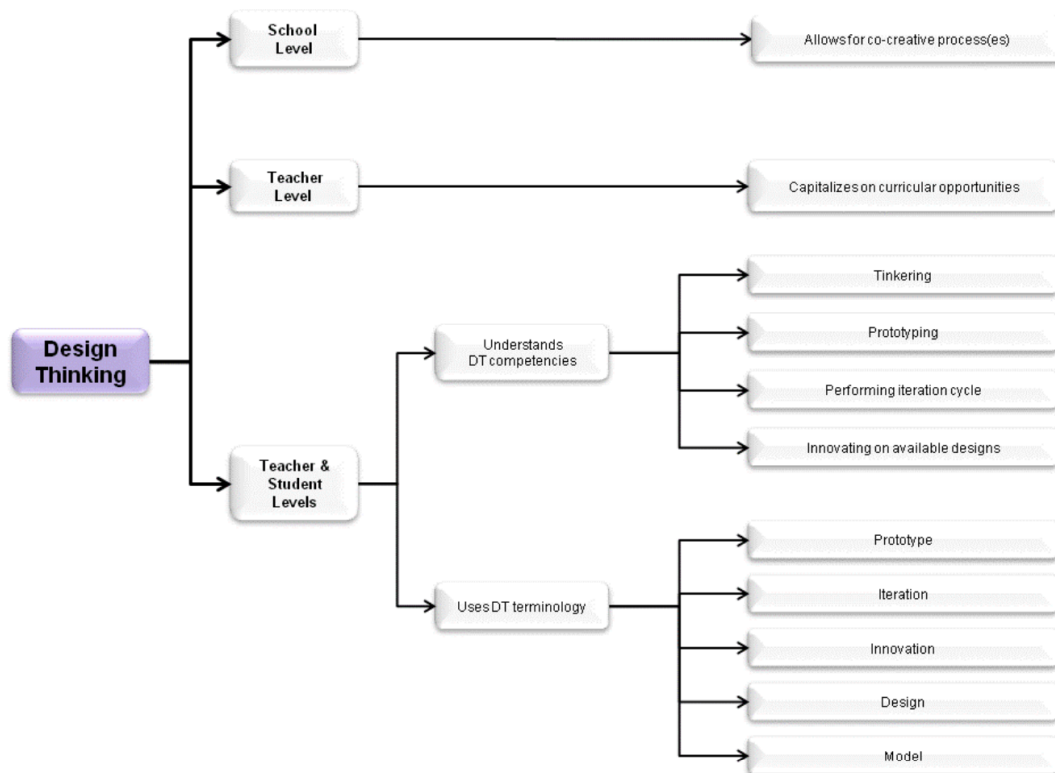 School
Level
Allows for co-creative process(es)
Teacher
Level
Capitalizes on curricular opportunities
Design
Thinking
Teacher &
Student
Levels
Understands
DT competencies
Tinkering
Prototyping
Performing iteration cycle
Innovating on available designs
Uses DT terminology
Prototype
Iteration
Innovation
Design
Model